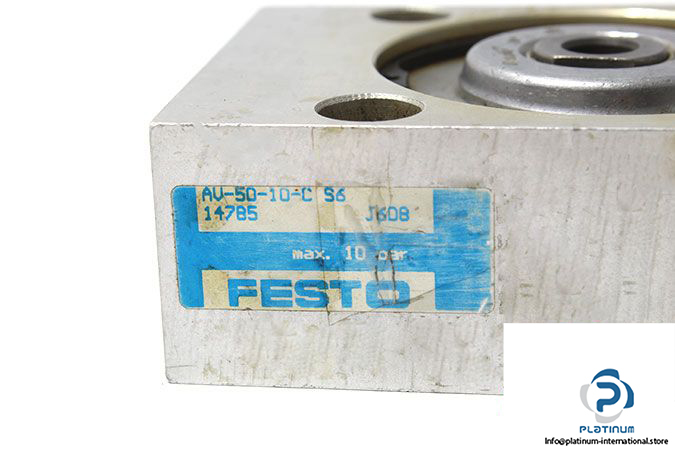 AV-50-10-C S6
14785 J608
max. 10 bar
FESTO
PLATINUM
Info@platinum-international.store